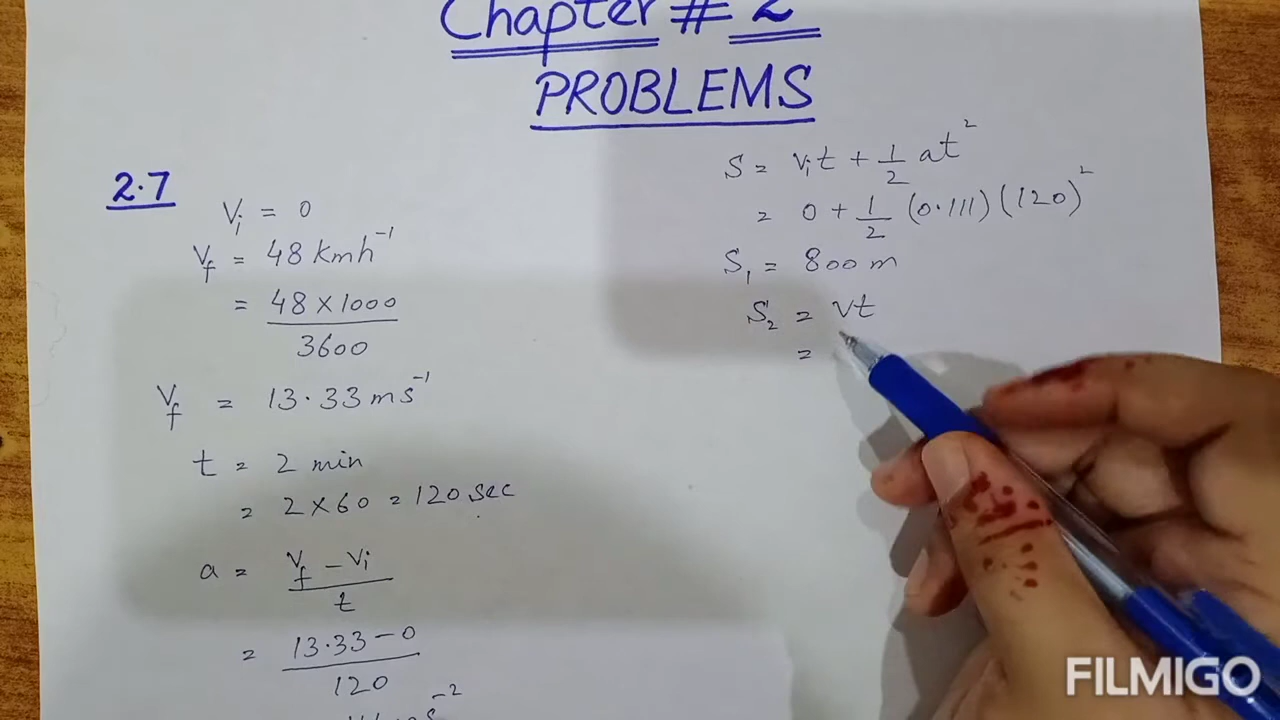 Chapter # 2
PROBLEMS
2.7
Vi = 0
Vf = 48 Kmh⁻¹
= 48 × 1000
3600
Vf = 13.33 ms⁻¹
t = 2 min
= 2 × 60 = 120 sec
a = Vf - Vi
t
= 13.33 - 0
120
S = Vit + 1/2 at²
= 0 + 1/2 (0.111)(120)²
S₁ = 800 m
S₂ = vt
=
FILMIGO